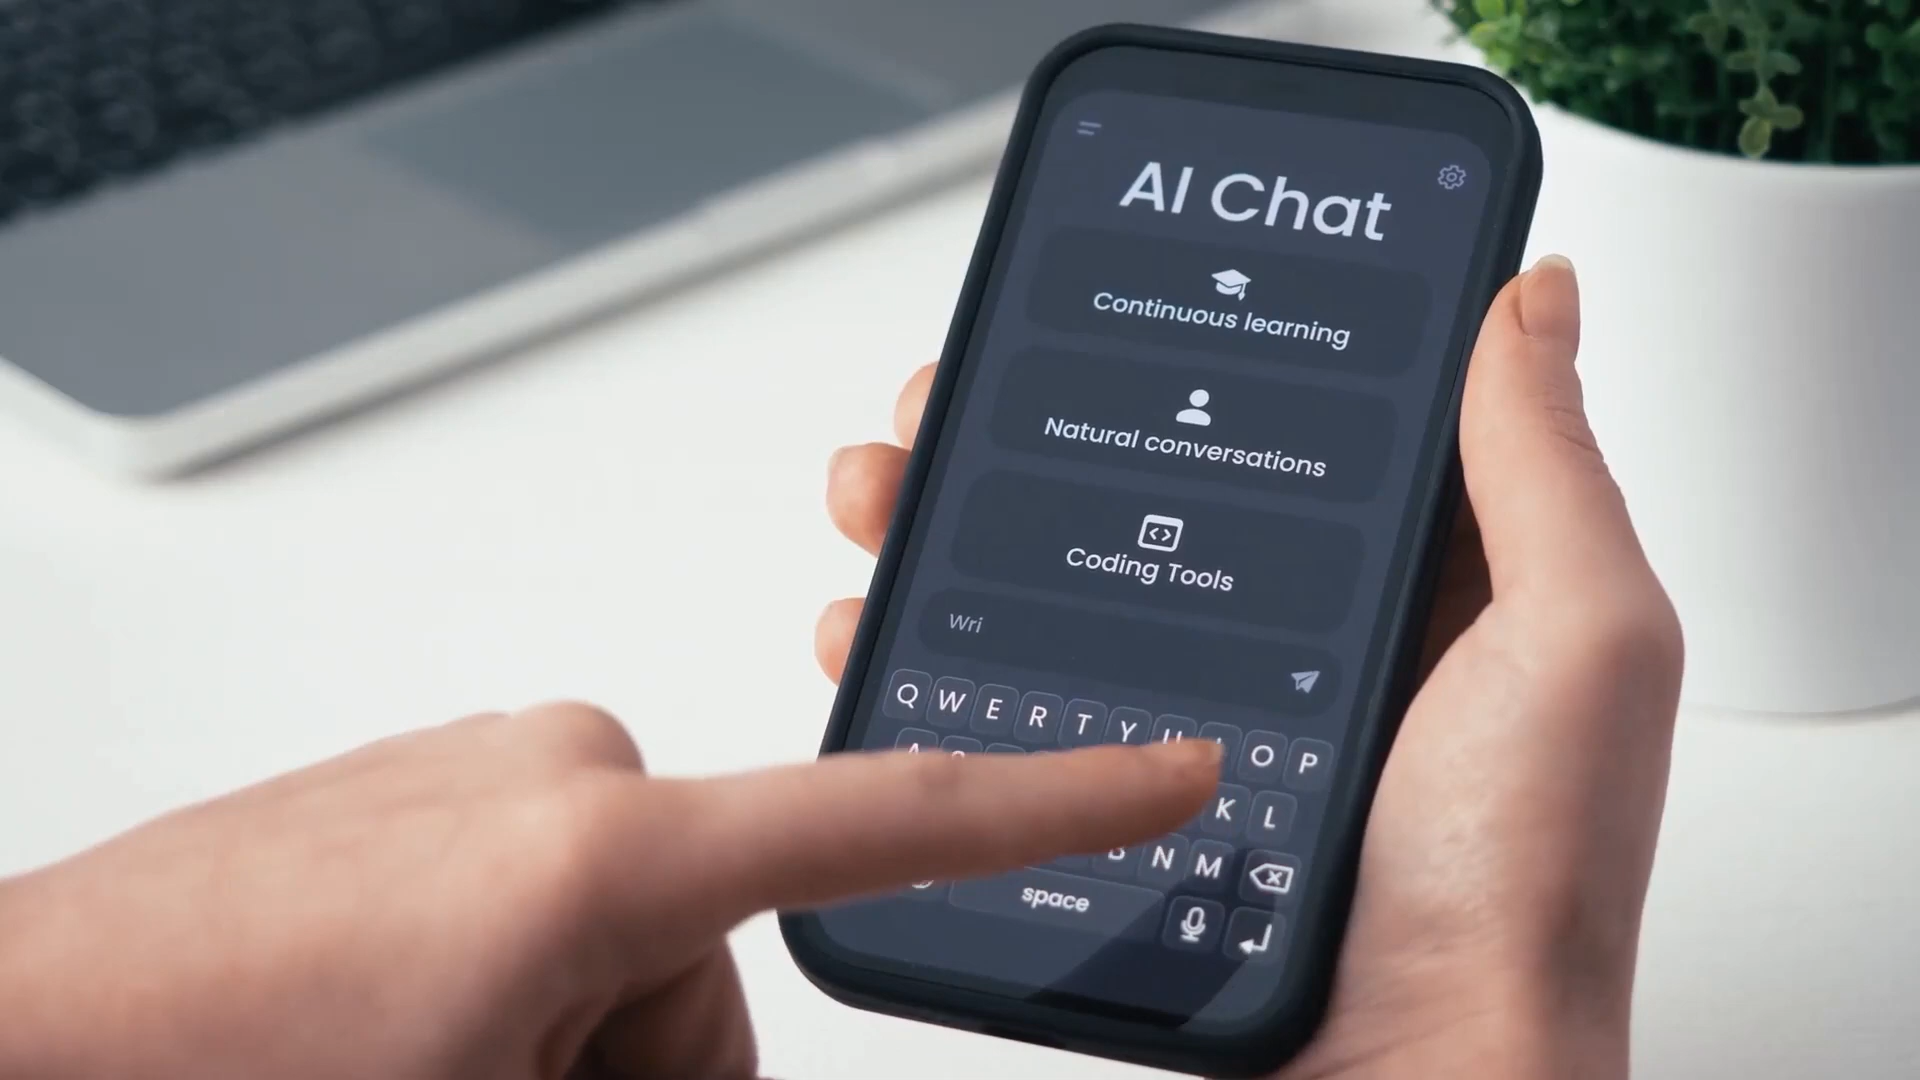 AI Chat
Continuous learning
Natural conversations
Coding Tools
Wri
Q W E R T Y U O P
K L
B N M
space